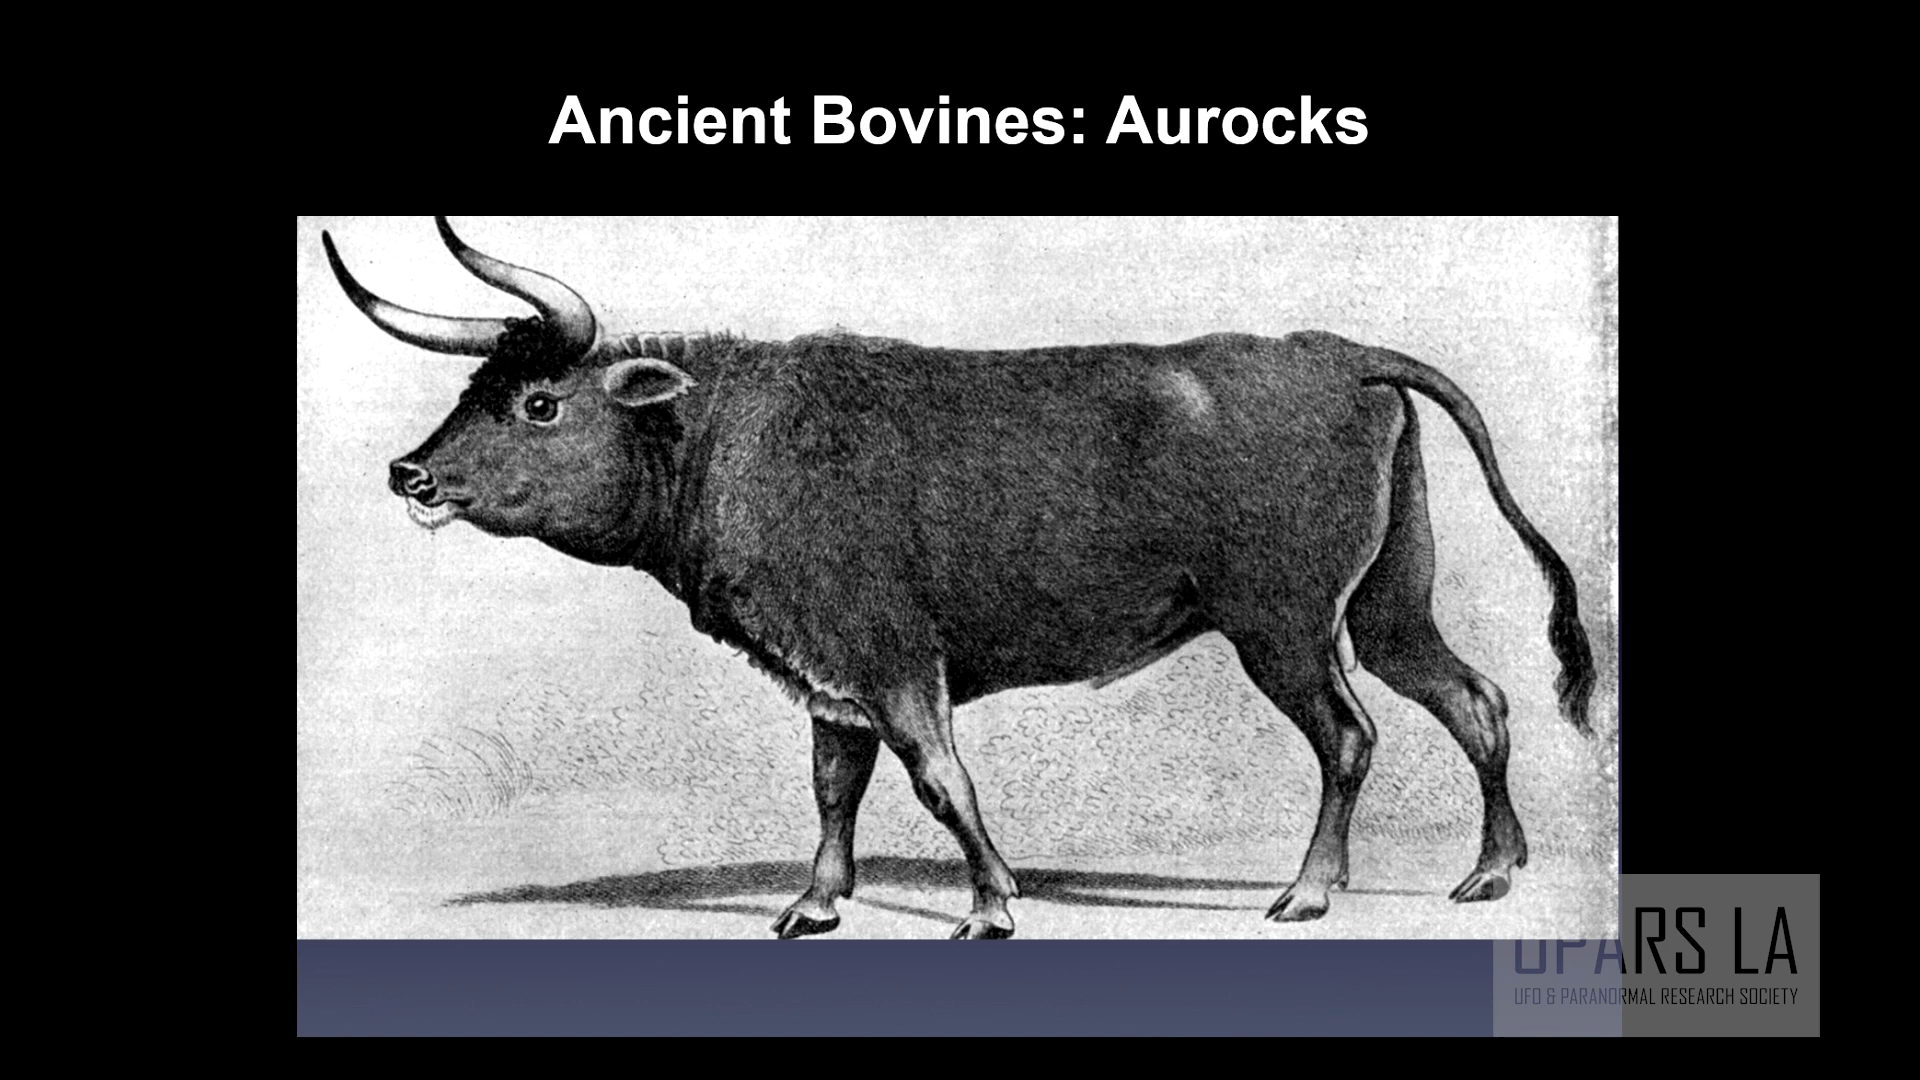 Ancient Bovines: Aurocks
UPARS LA
UFO & PARANORMAL RESEARCH SOCIETY